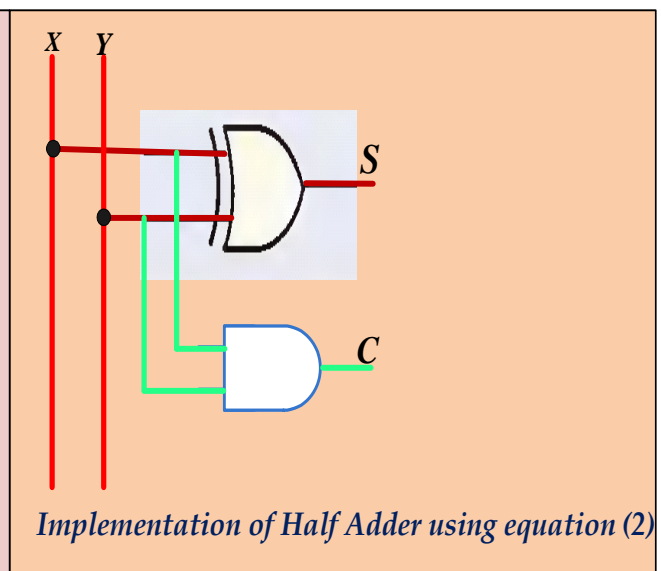 X Y
S
C
Implementation of Half Adder using equation (2)